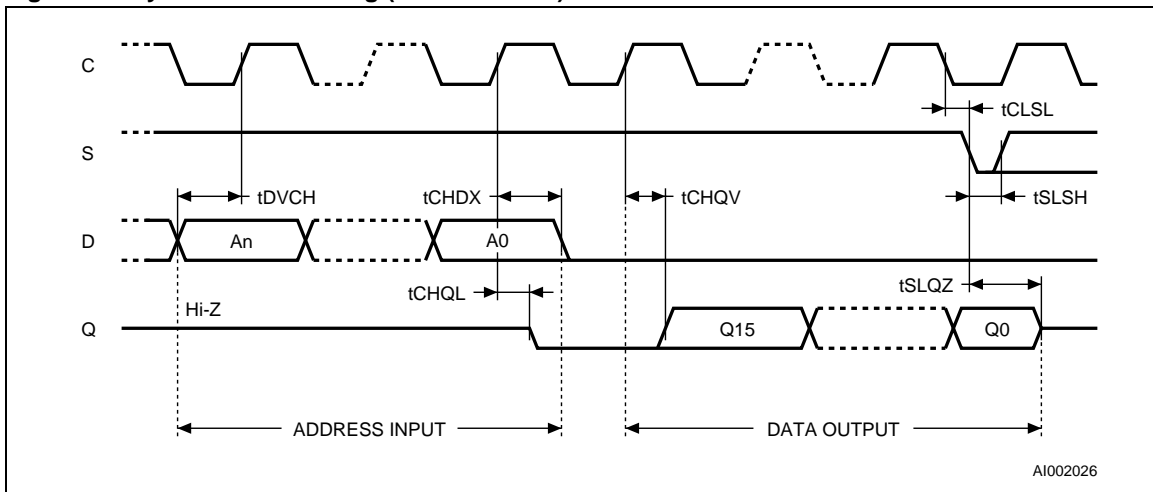 C
tCLSL
S
tDVCH
tCHDX
tCHQV
tSLSH
D
An
A0
tCHQL
tSLQZ
Hi-Z
Q
Q15
Q0
ADDRESS INPUT
DATA OUTPUT
AI002026